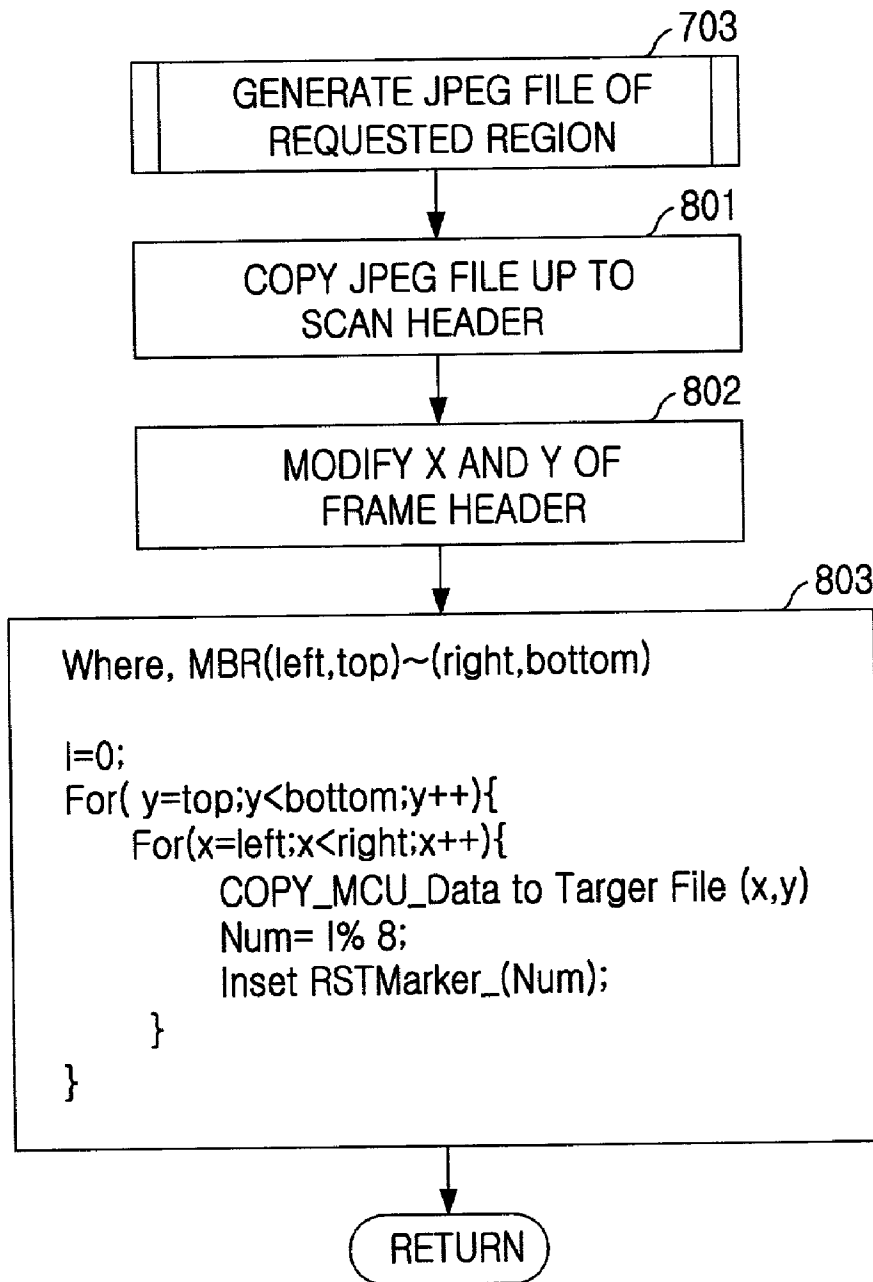 703
GENERATE JPEG FILE OF
REQUESTED REGION
801
COPY JPEG FILE UP TO
SCAN HEADER
802
MODIFY X AND Y OF
FRAME HEADER
803
Where, MBR(left,top)~(right,bottom)
I=0;
For( y=top;y<bottom;y++){
For(x=left;x<right;x++){
COPY_MCU_Data to Targer File (x,y)
Num= I% 8;
Inset RSTMarker_(Num);
}
}
RETURN